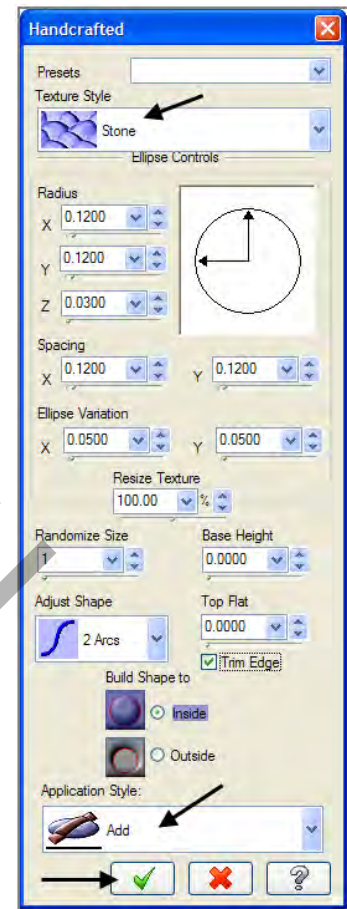 Handcrafted
Presets
Texture Style
Stone
Ellipse Controls
Radius
X 0.1200
Y 0.1200
Z 0.0300
Spacing
X 0.1200 Y 0.1200
Ellipse Variation
X 0.0500 Y 0.0500
Resize Texture
100.00 %
Randomize Size Base Height
1 0.0000
Adjust Shape Top Flat
2 Arcs 0.0000
Trim Edge
Build Shape to
Inside
Outside
Application Style:
Add
?